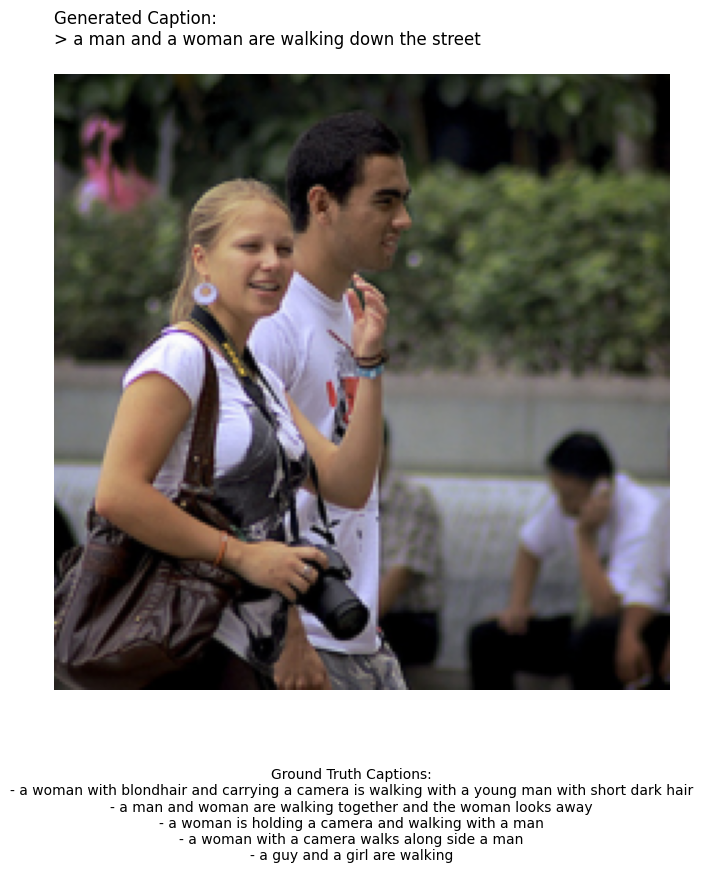 Generated Caption:
> a man and a woman are walking down the street
Ground Truth Captions:
- a woman with blondhair and carrying a camera is walking with a young man with short dark hair
- a man and woman are walking together and the woman looks away
- a woman is holding a camera and walking with a man
- a woman with a camera walks along side a man
- a guy and a girl are walking